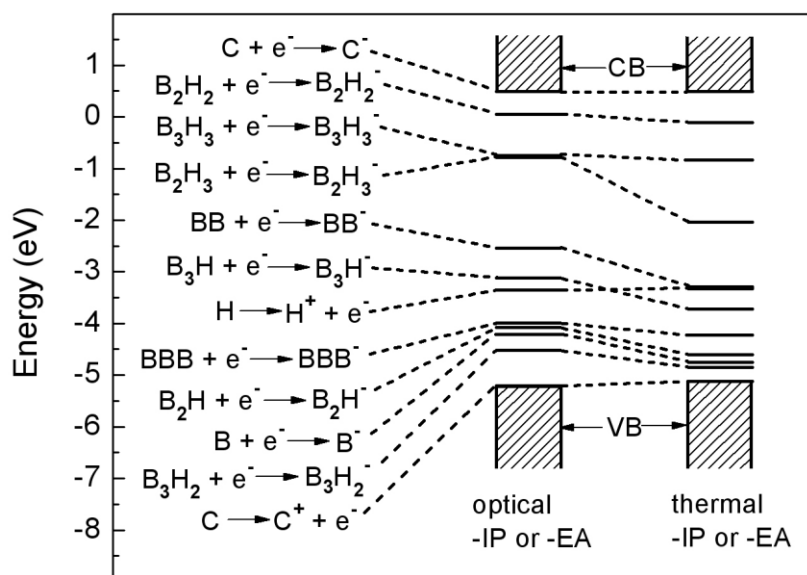 Energy (eV)
1
0
-1
-2
-3
-4
-5
-6
-7
-8
C + e⁻ → C⁻
B₂H₂ + e⁻ → B₂H₂⁻
B₃H₃ + e⁻ → B₃H₃⁻
B₂H₃ + e⁻ → B₂H₃⁻
BB + e⁻ → BB⁻
B₃H + e⁻ → B₃H⁻
H → H⁺ + e⁻
BBB + e⁻ → BBB⁻
B₂H + e⁻ → B₂H⁻
B + e⁻ → B⁻
B₃H₂ + e⁻ → B₃H₂⁻
C → C⁺ + e⁻
CB
VB
optical
-IP or -EA
thermal
-IP or -EA